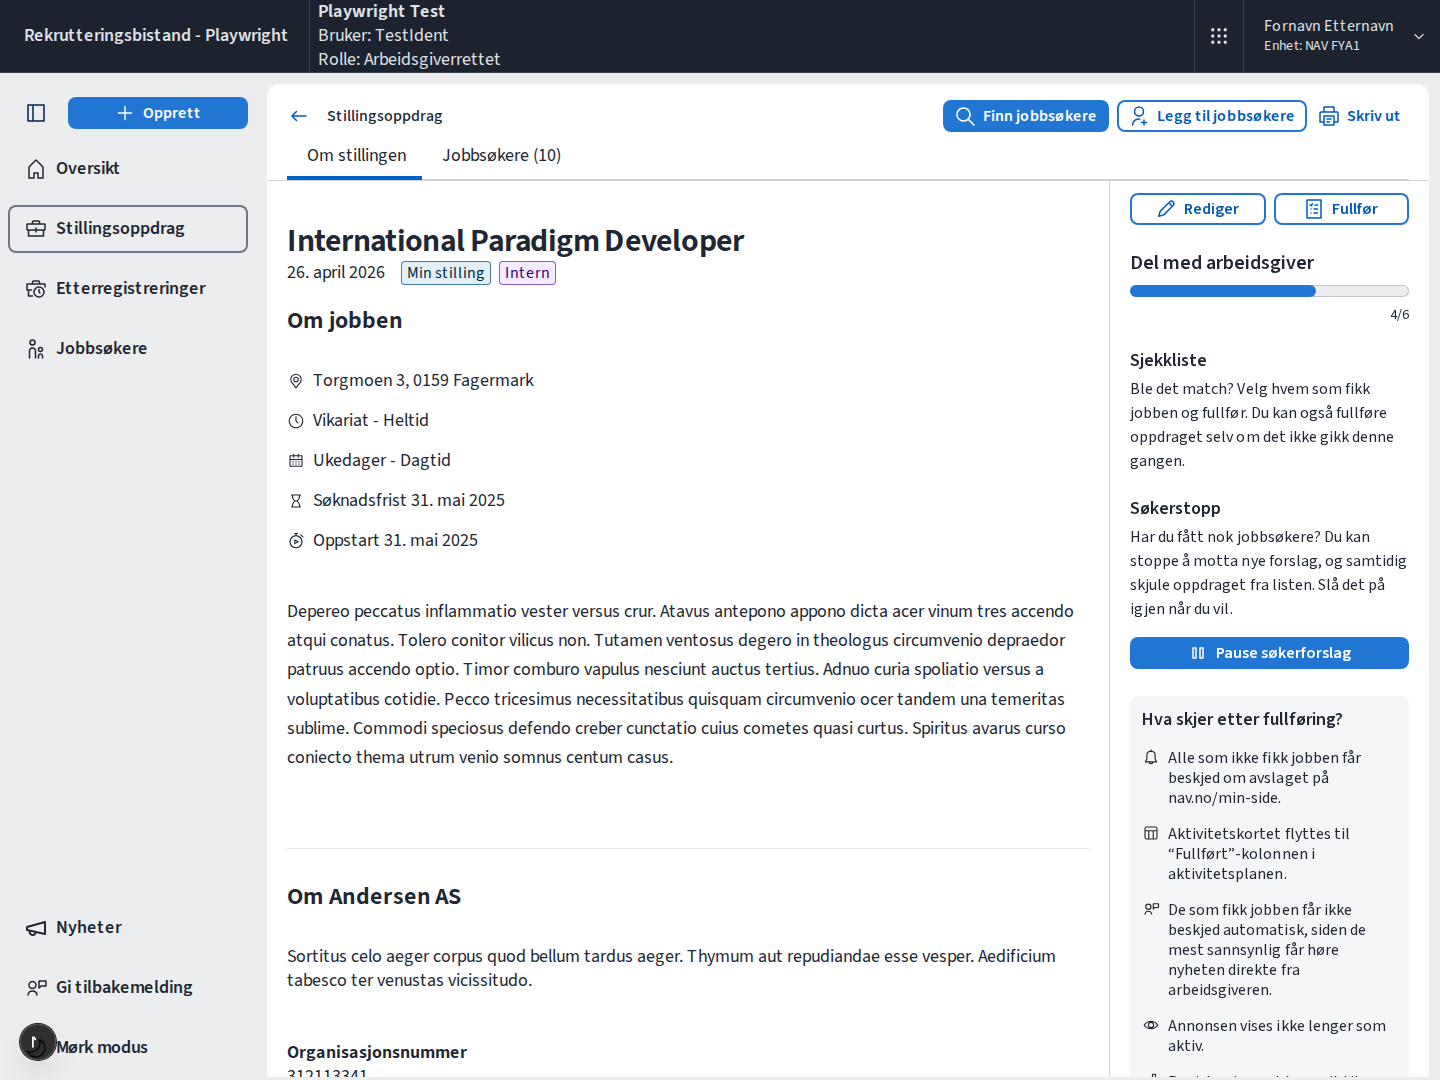 Rekrutteringsbistand - Playwright
Playwright Test
Bruker: TestIdent
Rolle: Arbeidsgiverrettet
Fornavn Etternavn
Enhet: NAV FYA1
Opprett
Oversikt
Stillingsoppdrag
Etterregistreringer
Jobbsøkere
Nyheter
Gi tilbakemelding
Mørk modus
Stillingsoppdrag
Finn jobbsøkere
Legg til jobbsøkere
Skriv ut
Om stillingen
Jobbsøkere (10)
International Paradigm Developer
26. april 2026
Min stilling
Intern
Om jobben
Torgmoen 3, 0159 Fagermark
Vikariat - Heltid
Ukedager - Dagtid
Søknadsfrist 31. mai 2025
Oppstart 31. mai 2025
Depereo peccatus inflammatio vester versus crur. Atavus antepono appono dicta acer vinum tres accendo
atqui conatus. Tolero conitor vilicus non. Tutamen ventosus degero in theologus circumvenio depraedor
patruus accendo optio. Timor comburo vapulus nesciunt auctus tertius. Adnuo curia spoliatio versus a
voluptatibus cotidie. Pecco tricesimus necessitatibus quisquam circumvenio ocer tandem una temeritas
sublime. Commodi speciosus defendo creber cunctatio cuius cometes quasi curtus. Spiritus avarus curso
coniecto thema utrum venio somnus centum casus.
Om Andersen AS
Sortitus celo aeger corpus quod bellum tardus aeger. Thymum aut repudiandae esse vesper. Aedificium
tabesco ter venustas vicissitudo.
Organisasjonsnummer
312113341
Rediger
Fullfør
Del med arbeidsgiver
4/6
Sjekkliste
Ble det match? Velg hvem som fikk
jobben og fullfør. Du kan også fullføre
oppdraget selv om det ikke gikk denne
gangen.
Søkerstopp
Har du fått nok jobbsøkere? Du kan
stoppe å motta nye forslag, og samtidig
skjule oppdraget fra listen. Slå det på
igjen når du vil.
Pause søkerforslag
Hva skjer etter fullføring?
Alle som ikke fikk jobben får
beskjed om avslaget på
nav.no/min-side.
Aktivitetskortet flyttes til
“Fullført”-kolonnen i
aktivitetsplanen.
De som fikk jobben får ikke
beskjed automatisk, siden de
mest sannsynlig får høre
nyheten direkte fra
arbeidsgiveren.
Annonsen vises ikke lenger som
aktiv.